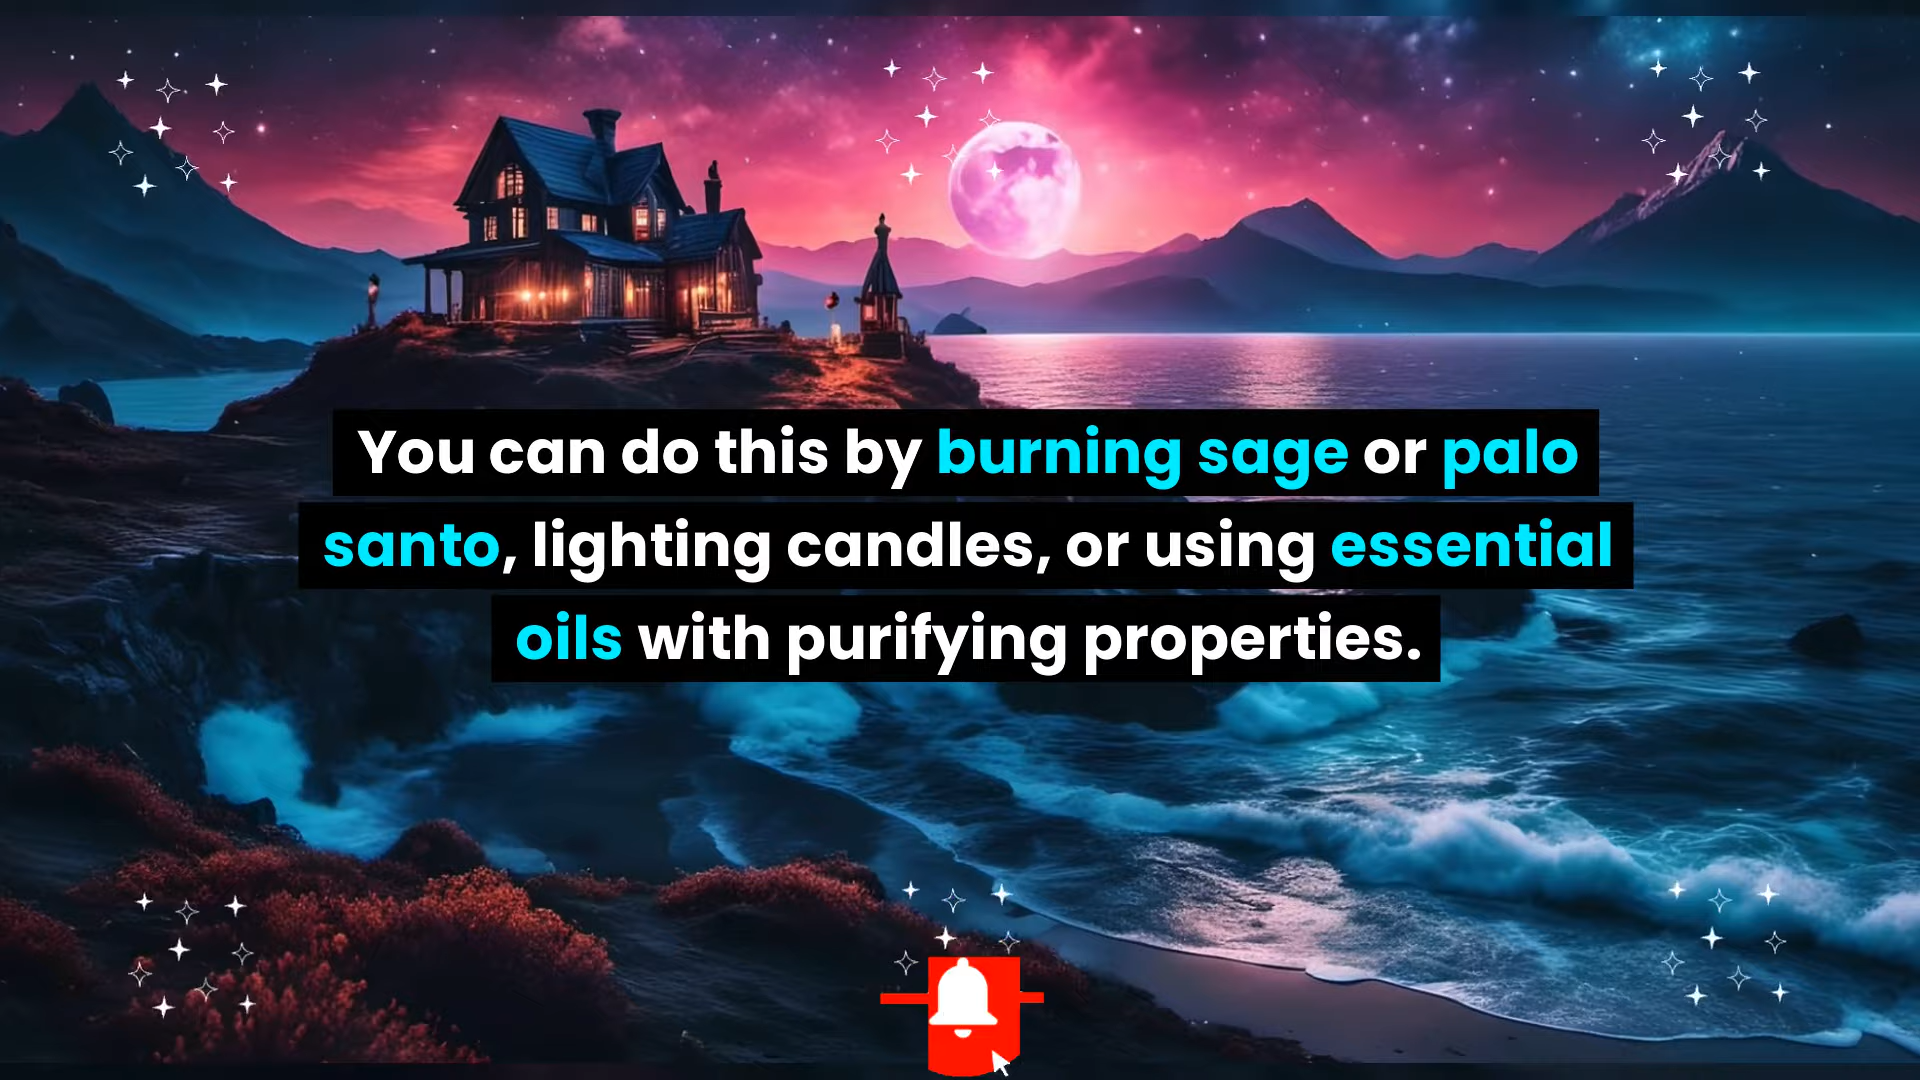 You can do this by burning sage or palo
santo, lighting candles, or using essential
oils with purifying properties.